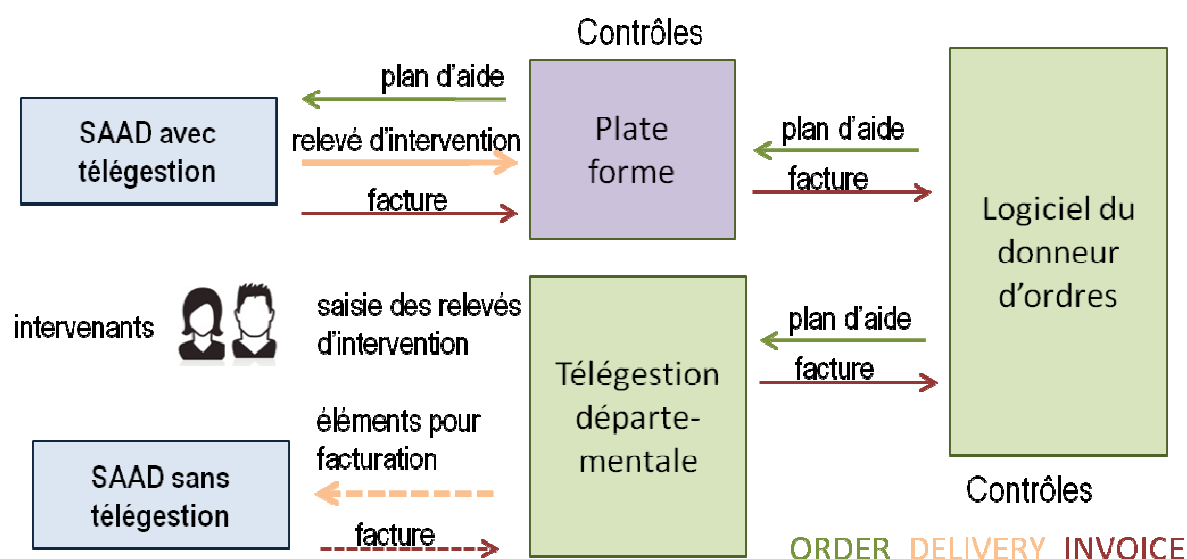 Contrôles
plan d'aide
SAAD avec
télégestion
relevé d'intervention
facture
Plate
forme
plan d'aide
facture
Logiciel du
donneur
d'ordres
intervenants
saisie des relevés
d'intervention
Télégestion
départe-
mentale
plan d'aide
facture
éléments pour
facturation
SAAD sans
télégestion
facture
Contrôles
ORDER DELIVERY INVOICE